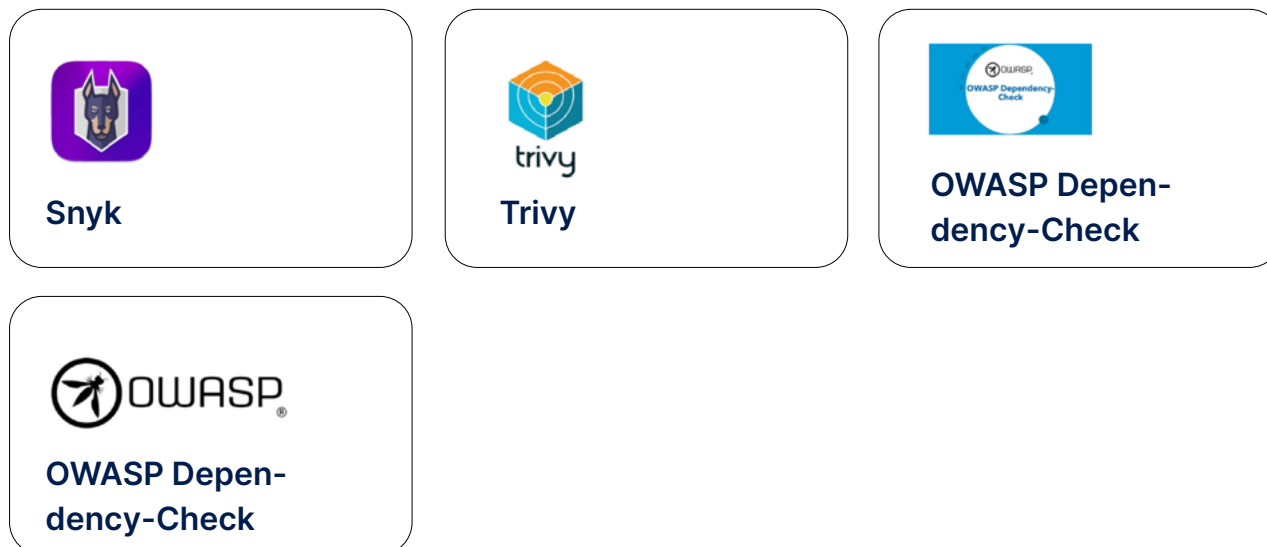 trivy
OWASP
OWASP Dependency-
Check
Snyk
Trivy
OWASP Depen-
dency-Check
OWASP®
OWASP Depen-
dency-Check